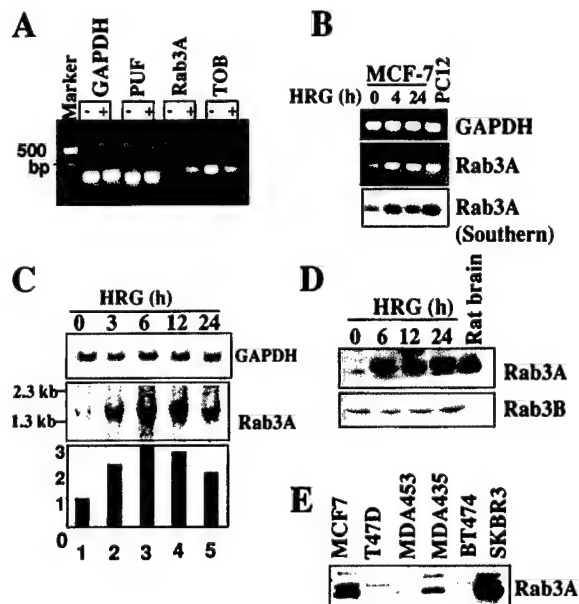 A
Marker
GAPDH
PUF
Rab3A
TOB
- + - + - + - +
500
bp
B
MCF-7
PC12
HRG (h) 0 4 24
GAPDH
Rab3A
Rab3A
(Southern)
C
HRG (h)
0 3 6 12 24
GAPDH
2.3 kb
1.3 kb
Rab3A
3
2
1
0
1 2 3 4 5
D
HRG (h)
0 6 12 24
Rat brain
Rab3A
Rab3B
E
MCF7
T47D
MDA453
MDA435
BT474
SKBR3
Rab3A